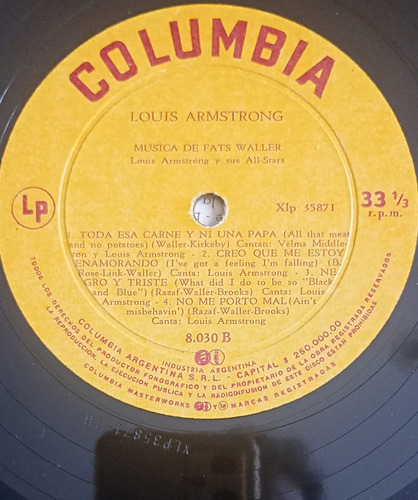 COLUMBIA
LOUIS ARMSTRONG
MUSICA DE FATS WALLER
Louis Armstrong y sus All-Stars
Xlp 35871
Lp
33 1/3
r.p.m.
1. TODA ESA CARNE Y NI UNA PAPA (All that meat
and no potatoes) (Waller-Kirkeby) Cantan: Velma Middle-
ton y Louis Armstrong - 2. CREO QUE ME ESTOY
ENAMORANDO (I've got a feeling I'm falling) (B.
Rose-Link-Waller) Canta: Louis Armstrong - 3. NE-
GRO Y TRISTE (What did I do to be so "Black
and Blue") (Razaf-Waller-Brooks) Canta: Louis
Armstrong - 4. NO ME PORTO MAL (Ain't
misbehavin') (Razaf-Waller-Brooks)
Canta: Louis Armstrong
8.030 B
INDUSTRIA ARGENTINA
COLUMBIA ARGENTINA S.R.L. - CAPITAL $ 250.000.00
TODOS LOS DERECHOS DEL PRODUCTOR FONOGRAFICO Y DEL PROPIETARIO DE LA OBRA REGISTRADA RESERVADOS
LA REPRODUCCION, LA EJECUCION PUBLICA Y LA RADIODIFUSION DE ESTE DISCO ESTAN PROHIBIDAS
COLUMBIA MASTERWORKS
y
MARCAS REGISTRADAS
XLP35871